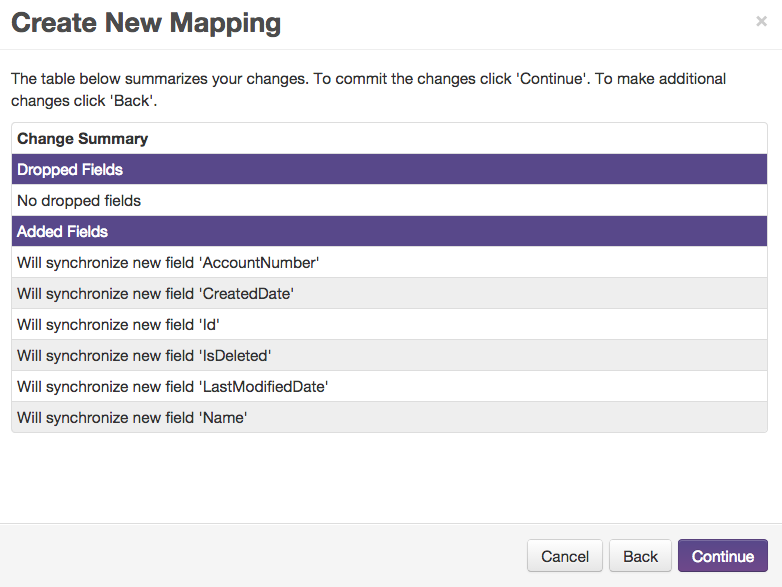 Create New Mapping
×
The table below summarizes your changes. To commit the changes click 'Continue'. To make additional
changes click 'Back'.
Change Summary
Dropped Fields
No dropped fields
Added Fields
Will synchronize new field 'AccountNumber'
Will synchronize new field 'CreatedDate'
Will synchronize new field 'Id'
Will synchronize new field 'IsDeleted'
Will synchronize new field 'LastModifiedDate'
Will synchronize new field 'Name'
Cancel Back Continue